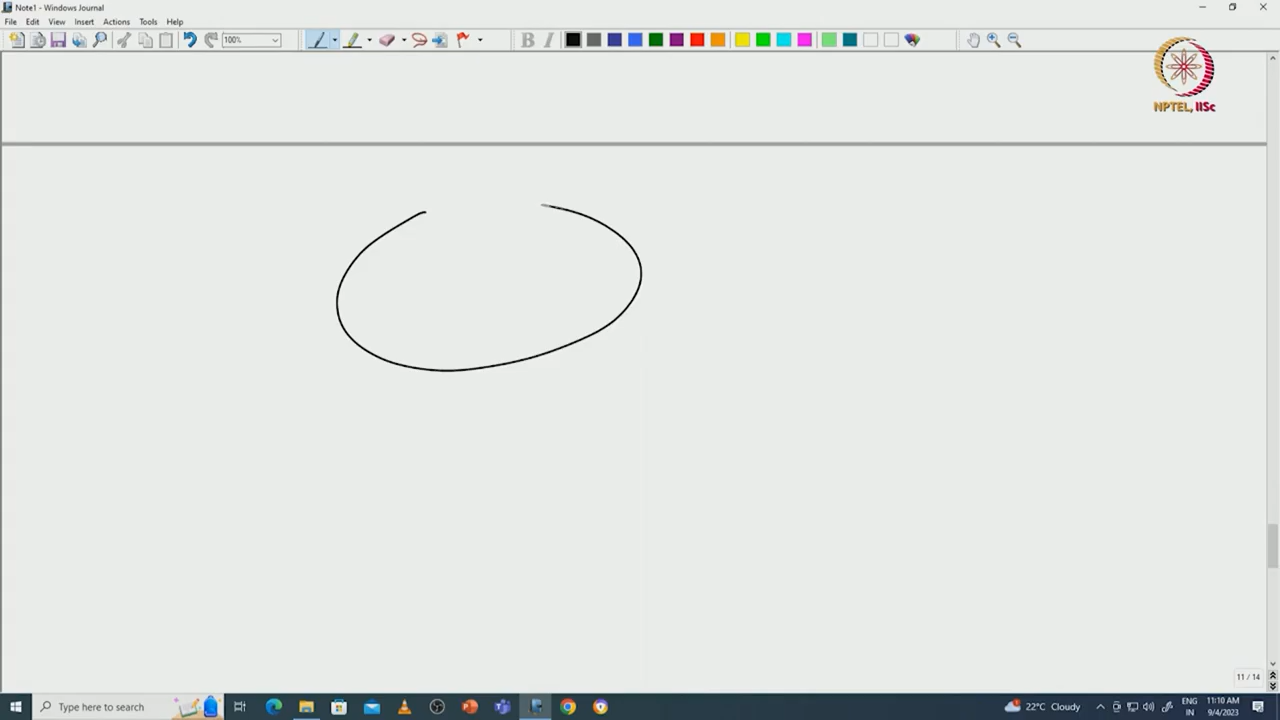 Note1 - Windows Journal
File Edit View Insert Actions Tools Help
100%
B I
NPTEL, IISc
11 / 14
Type here to search
22°C Cloudy
ENG
IN
11:10 AM
9/4/2023